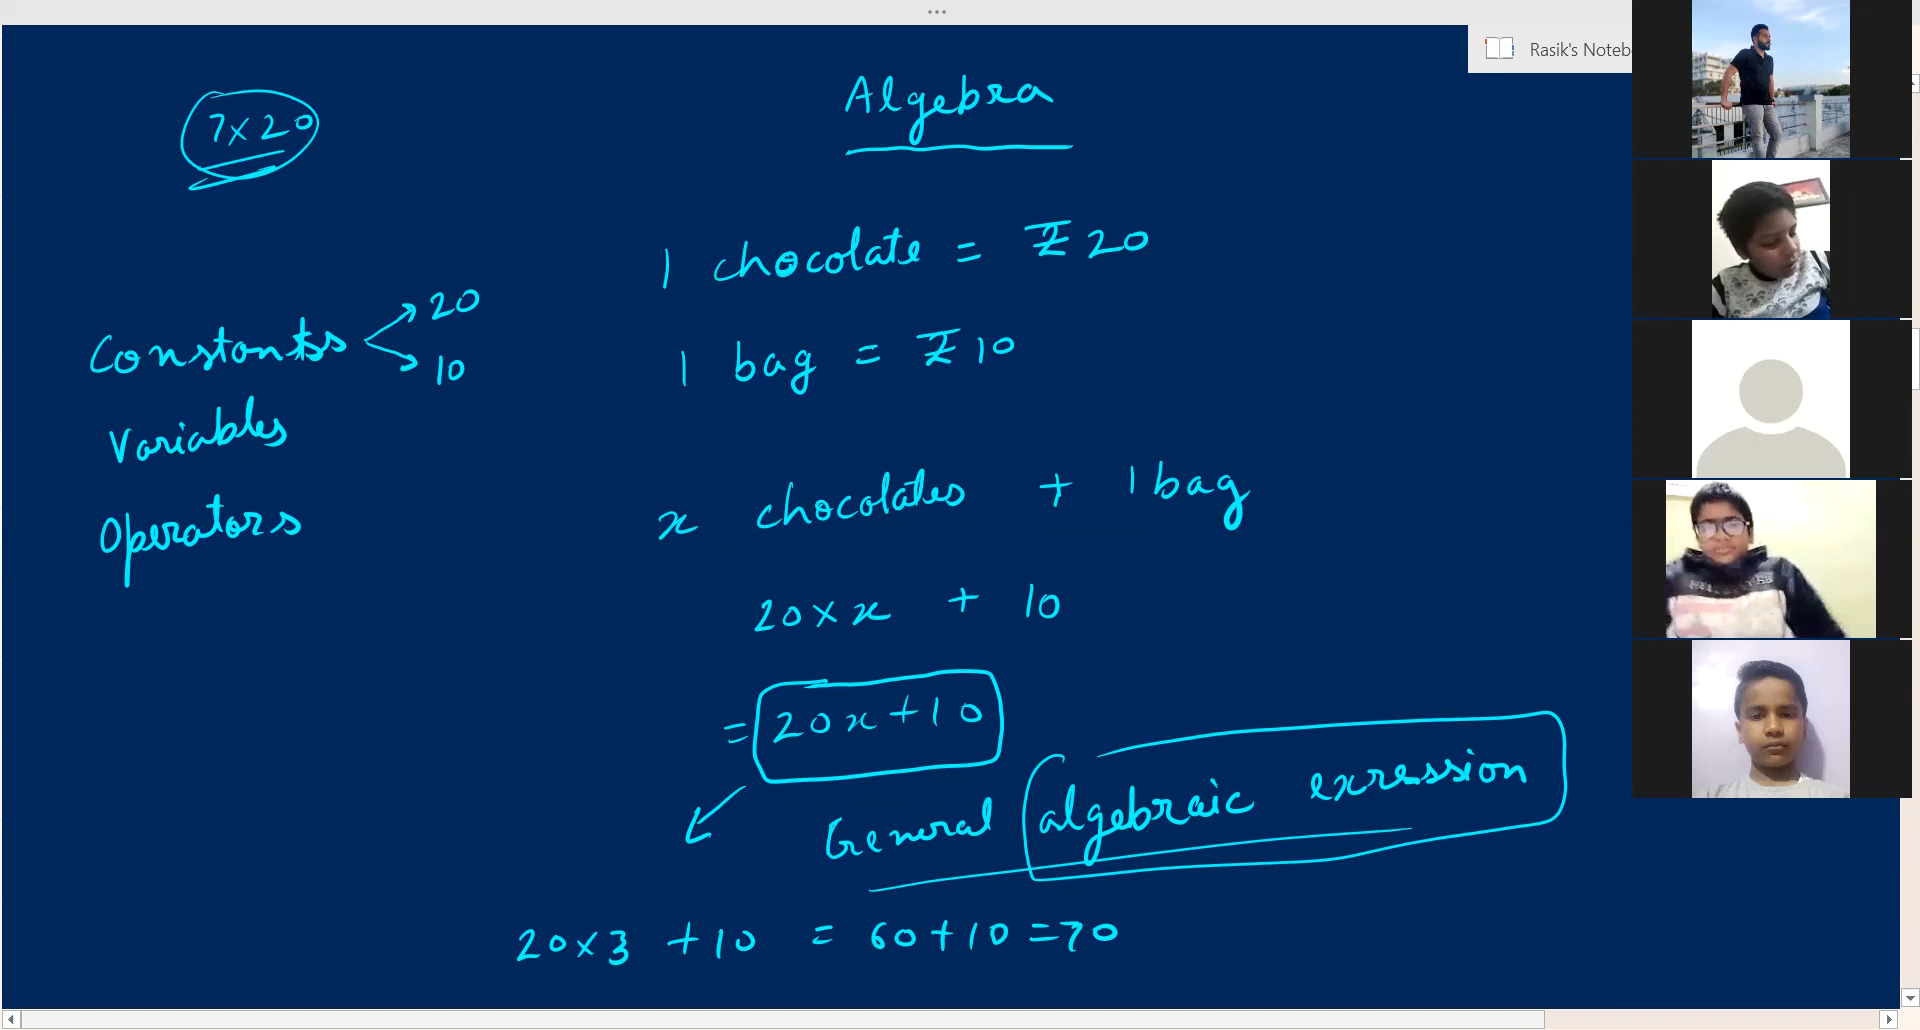 Rasik's Noteb
Algebra
7 x 20
1 chocolate = ₹ 20
1 bag = ₹ 10
Constants
20
10
Variables
Operators
x chocolates + 1 bag
20 x x + 10
= 20x + 10
General algebraic exression
20 x 3 + 10 = 60 + 10 = 70